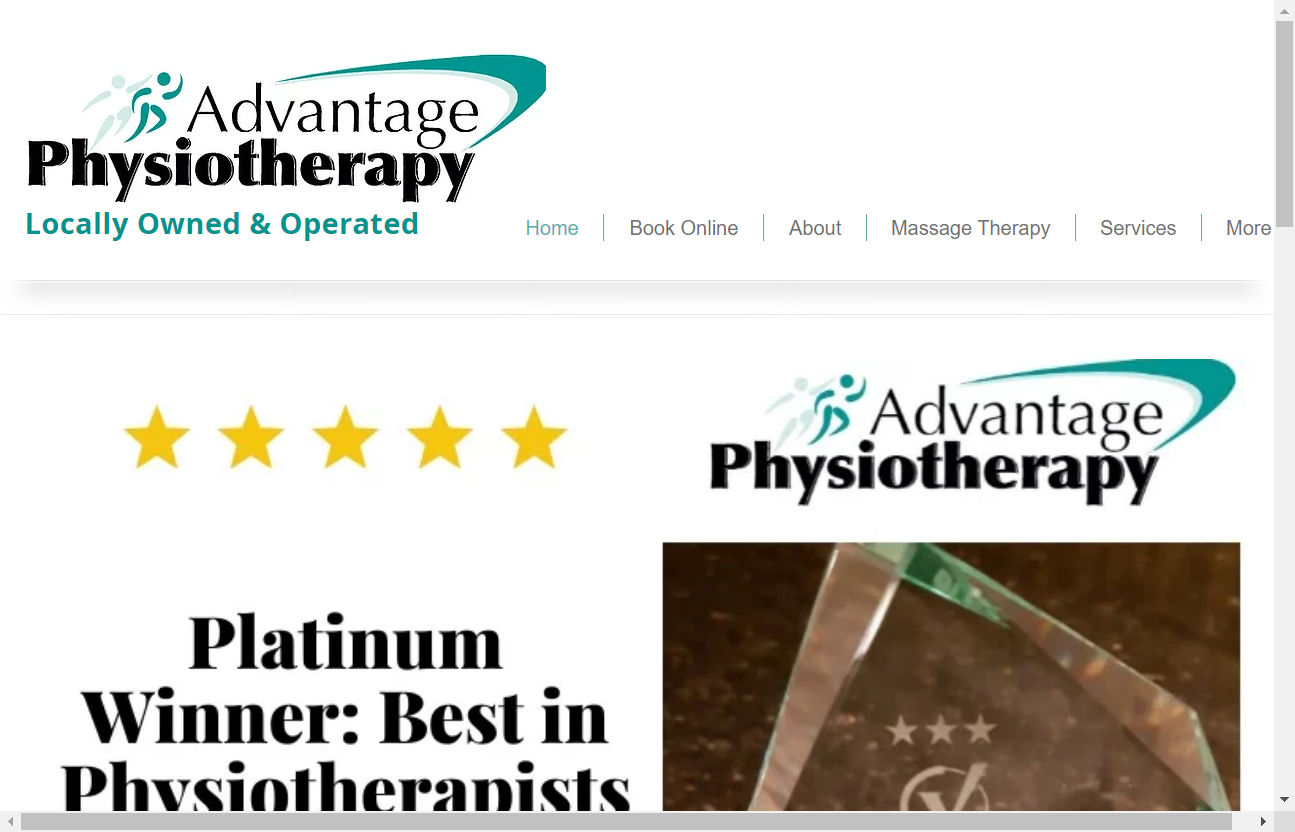 Advantage
Physiotherapy
Locally Owned & Operated
Home
Book Online
About
Massage Therapy
Services
More
Advantage
Physiotherapy
Platinum
Winner: Best in
Physiotherapists